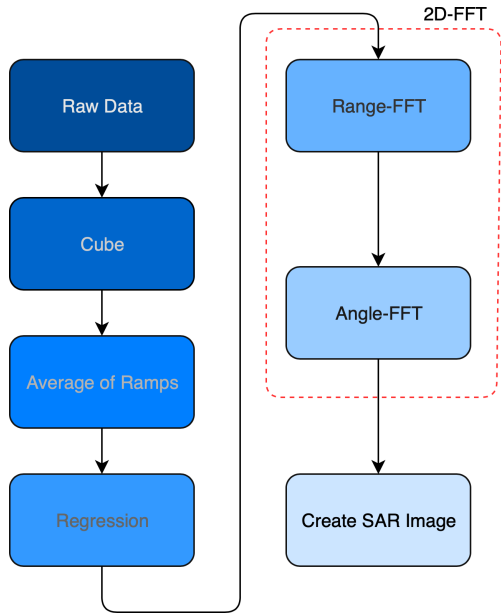 Raw Data
Cube
Average of Ramps
Regression
2D-FFT
Range-FFT
Angle-FFT
Create SAR Image